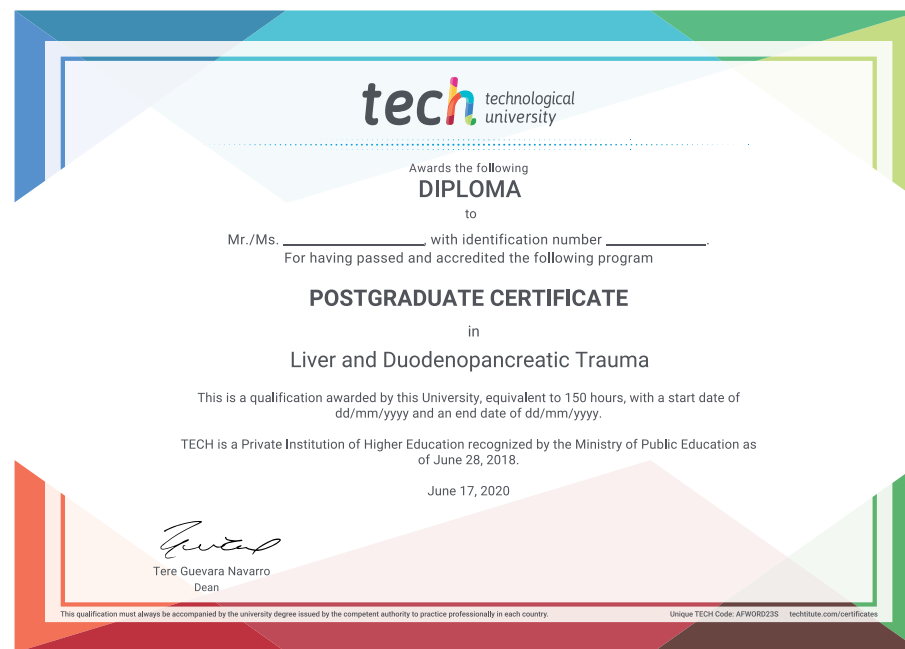 tech technological
university
Awards the following
DIPLOMA
to
Mr./Ms. ____________________, with identification number ______________.
For having passed and accredited the following program
POSTGRADUATE CERTIFICATE
in
Liver and Duodenopancreatic Trauma
This is a qualification awarded by this University, equivalent to 150 hours, with a start date of
dd/mm/yyyy and an end date of dd/mm/yyyy.
TECH is a Private Institution of Higher Education recognized by the Ministry of Public Education as
of June 28, 2018.
June 17, 2020
Tere Guevara Navarro
Dean
This qualification must always be accompanied by the university degree issued by the competent authority to practice professionally in each country. Unique TECH Code: AFWORD23S techtitute.com/certificates